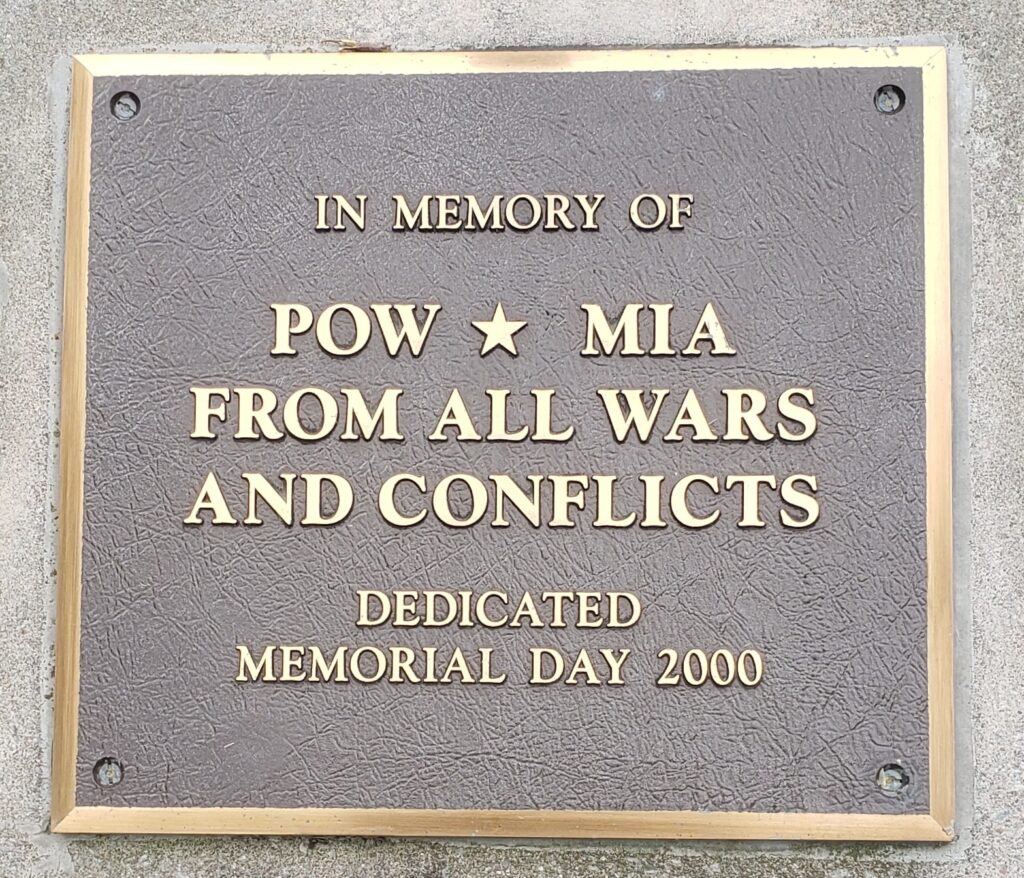 IN MEMORY OF
POW ★ MIA
FROM ALL WARS
AND CONFLICTS
DEDICATED
MEMORIAL DAY 2000